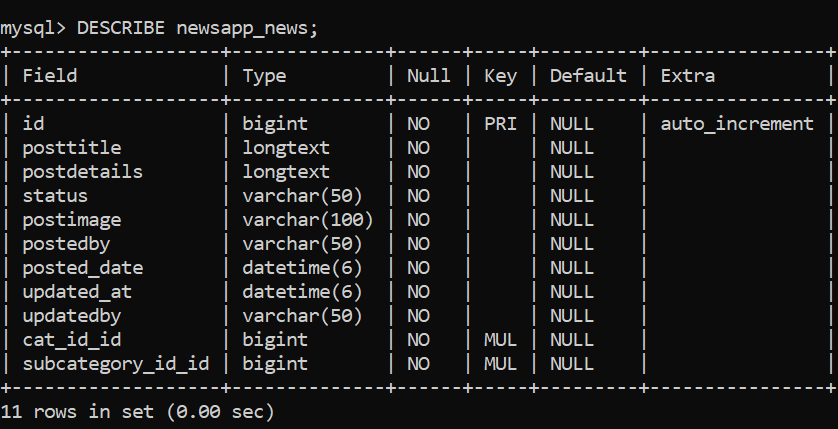 mysql> DESCRIBE newsapp_news;
+-------------------+--------------+------+-----+---------+----------------+
| Field             | Type         | Null | Key | Default | Extra          |
+-------------------+--------------+------+-----+---------+----------------+
| id                | bigint       | NO   | PRI | NULL    | auto_increment |
| posttitle         | longtext     | NO   |     | NULL    |                |
| postdetails       | longtext     | NO   |     | NULL    |                |
| status            | varchar(50)  | NO   |     | NULL    |                |
| postimage         | varchar(100) | NO   |     | NULL    |                |
| postedby          | varchar(50)  | NO   |     | NULL    |                |
| posted_date       | datetime(6)  | NO   |     | NULL    |                |
| updated_at        | datetime(6)  | NO   |     | NULL    |                |
| updatedby         | varchar(50)  | NO   |     | NULL    |                |
| cat_id_id         | bigint       | NO   | MUL | NULL    |                |
| subcategory_id_id | bigint       | NO   | MUL | NULL    |                |
+-------------------+--------------+------+-----+---------+----------------+
11 rows in set (0.00 sec)